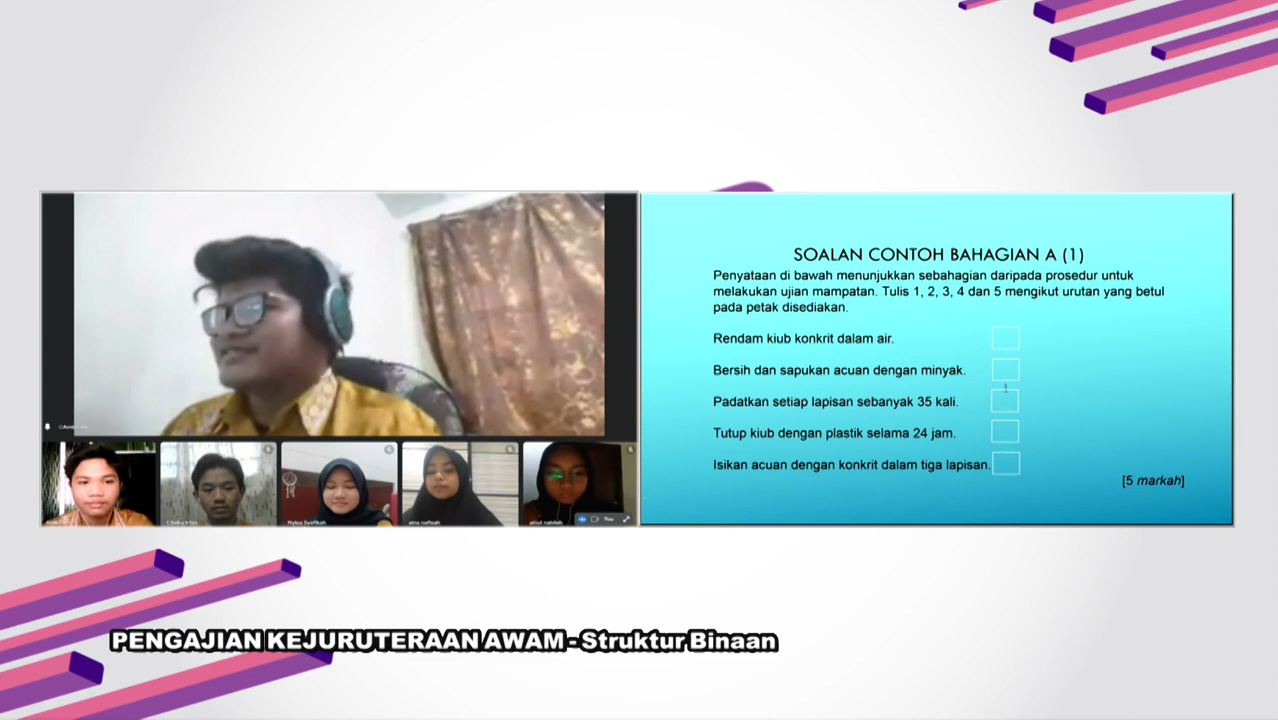 SOALAN CONTOH BAHAGIAN A (1)
Penyataan di bawah menunjukkan sebahagian daripada prosedur untuk
melakukan ujian mampatan. Tulis 1, 2, 3, 4 dan 5 mengikut urutan yang betul
pada petak disediakan.
Rendam kiub konkrit dalam air.
Bersih dan sapukan acuan dengan minyak.
Padatkan setiap lapisan sebanyak 35 kali.
Tutup kiub dengan plastik selama 24 jam.
Isikan acuan dengan konkrit dalam tiga lapisan.
[5 markah]
You
PENGAJIAN KEJURUTERAAN AWAM - Struktur Binaan